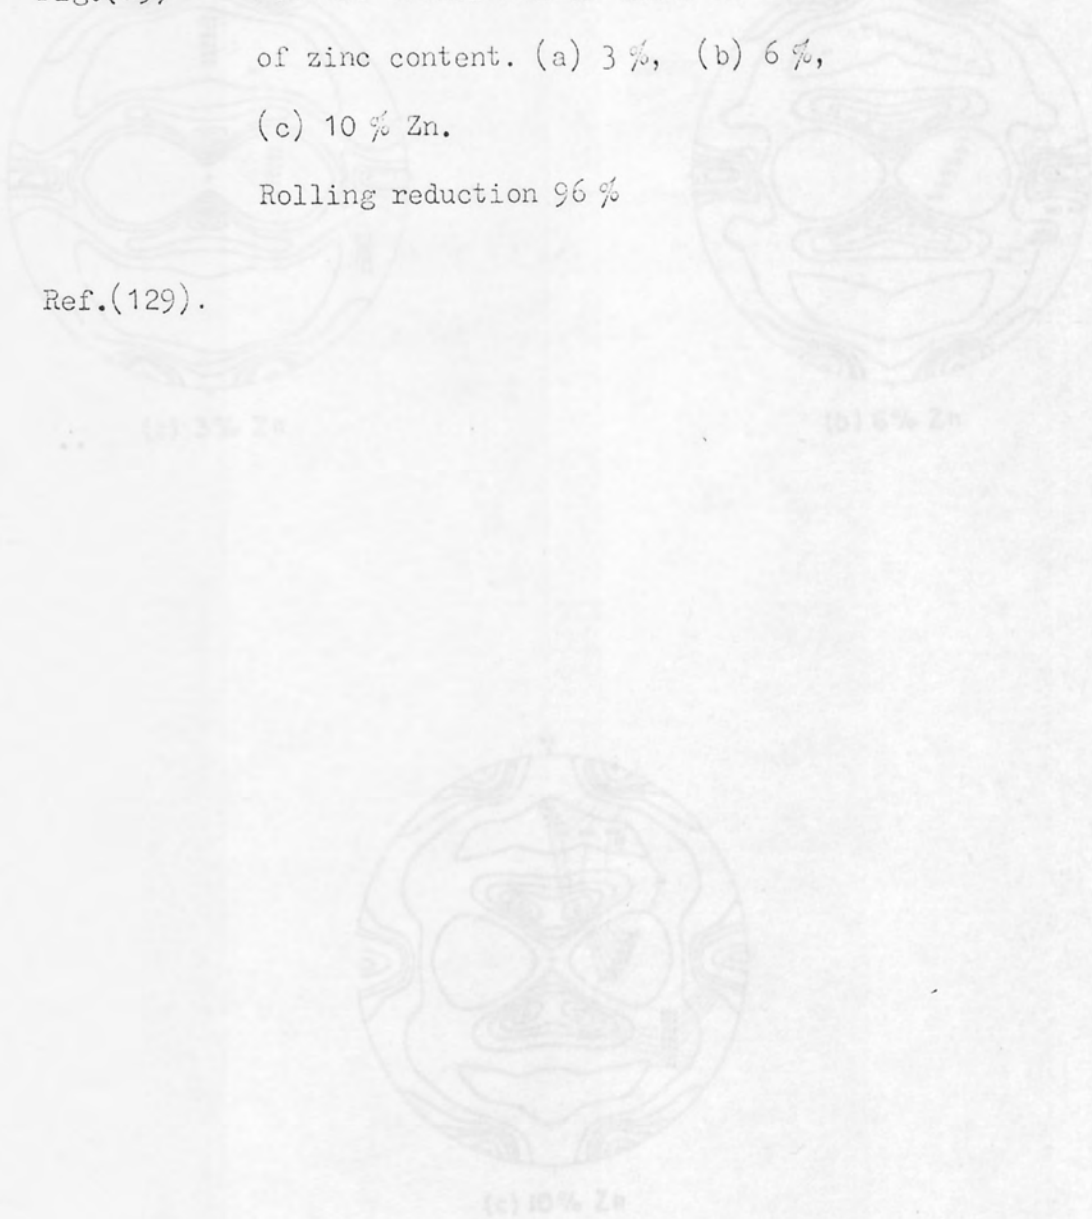 of zinc content. (a) 3 %, (b) 6 %,
(c) 10 % Zn.
Rolling reduction 96 %
Ref.(129).
(a) 3% Zn
(b) 6% Zn
(c) 10% Zn